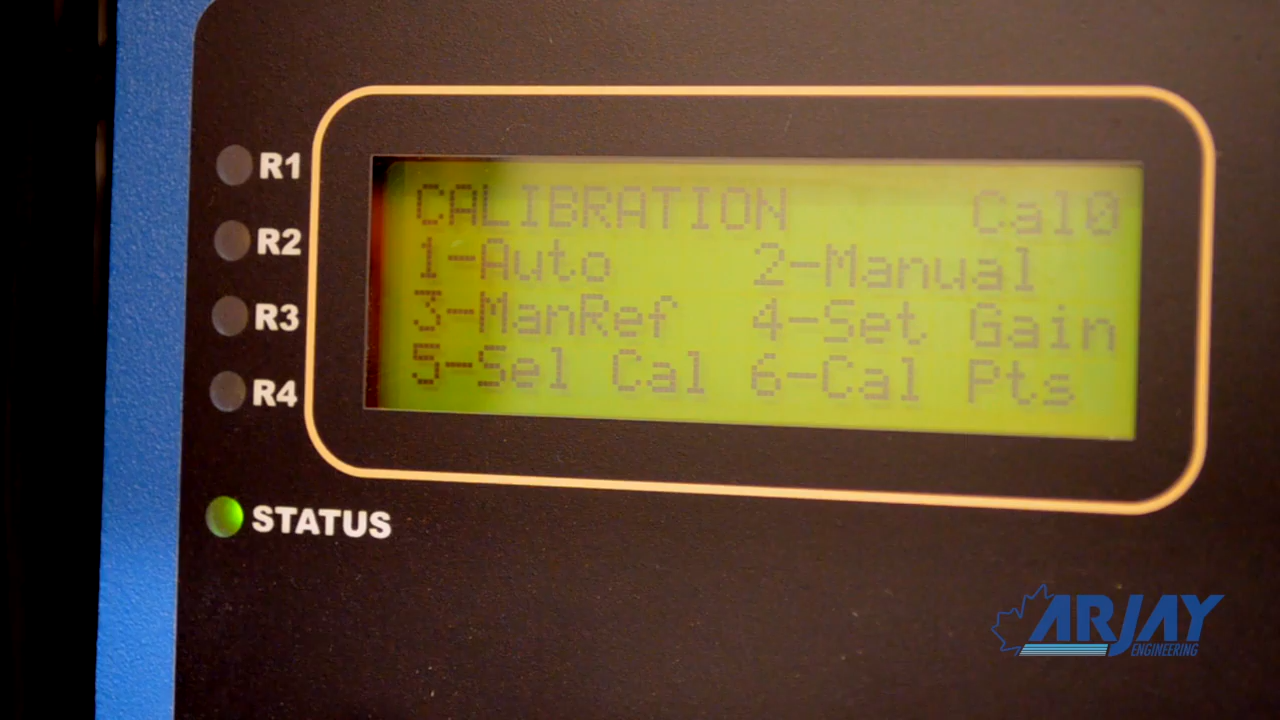 R1
R2
R3
R4
CALIBRATION Cal0
1-Auto 2-Manual
3-ManRef 4-Set Gain
5-Sel Cal 6-Cal Pts
STATUS
ARJAY
ENGINEERING